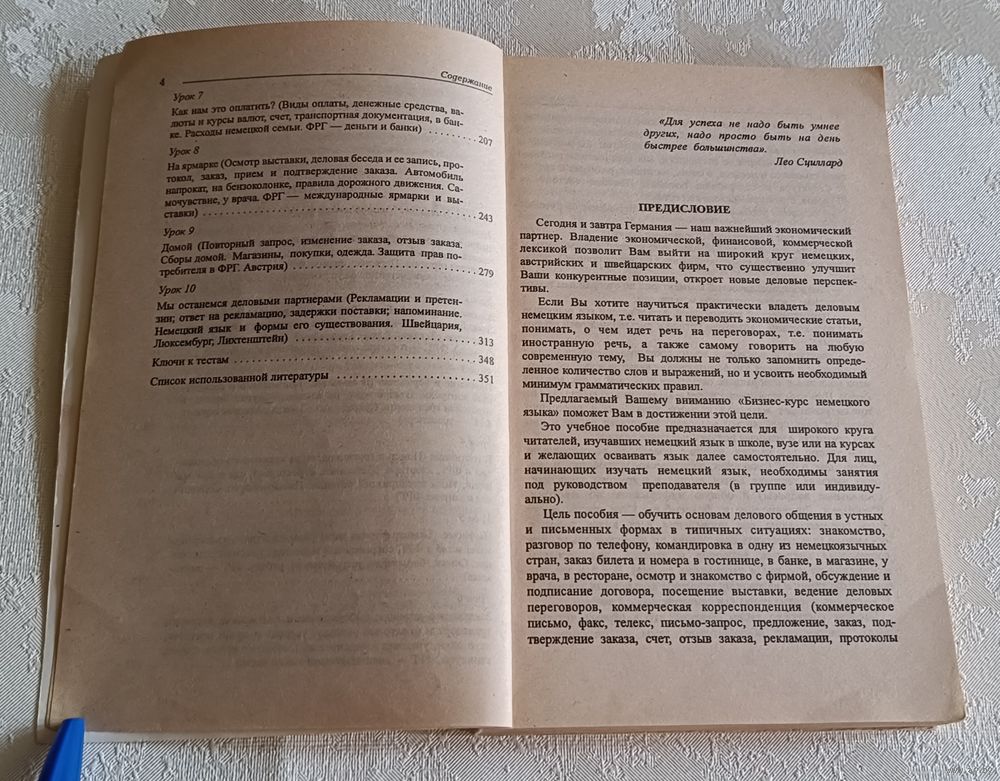 4
Содержание
Урок 7
Как нам это оплатить? (Виды оплаты, денежные средства, ва-
люты и курсы валют, счет, транспортная документация, в бан-
ке. Расходы немецкой семьи. ФРГ — деньги и банки) . . . . . . . . . . 207
Урок 8
На ярмарке (Осмотр выставки, деловая беседа и ее запись, про-
токол, заказ, прием и подтверждение заказа. Автомобиль
напрокат, на бензоколонке, правила дорожного движения. Са-
мочувствие, у врача. ФРГ — международные ярмарки и вы-
ставки) . . . . . . . . . . . . . . . . . . . . . . . . . . . . . . . . . . . . . . . 243
Урок 9
Домой (Повторный запрос, изменение заказа, отзыв заказа.
Сборы домой. Магазины, покупки, одежда. Защита прав по-
требителя в ФРГ. Австрия) . . . . . . . . . . . . . . . . . . . . . . . . . . 279
Урок 10
Мы останемся деловыми партнерами (Рекламации и претен-
зии; ответ на рекламацию, задержки поставки; напоминание.
Немецкий язык и формы его существования. Швейцария,
Люксембург, Лихтенштейн) . . . . . . . . . . . . . . . . . . . . . . . . . . 313
Ключи к тестам . . . . . . . . . . . . . . . . . . . . . . . . . . . . . . . . . . . 348
Список использованной литературы . . . . . . . . . . . . . . . . . . . . 351
«Для успеха не надо быть умнее
других, надо просто быть на день
быстрее большинства».
Лео Сциллард
ПРЕДИСЛОВИЕ
Сегодня и завтра Германия — наш важнейший экономический
партнер. Владение экономической, финансовой, коммерческой
лексикой позволит Вам выйти на широкий круг немецких,
австрийских и швейцарских фирм, что существенно улучшит
Ваши конкурентные позиции, откроет новые деловые перспек-
тивы.
Если Вы хотите научиться практически владеть деловым
немецким языком, т.е. читать и переводить экономические статьи,
понимать, о чем идет речь на переговорах, т.е. понимать
иностранную речь, а также самому говорить на любую
современную тему, Вы должны не только запомнить опреде-
ленное количество слов и выражений, но и усвоить необходимый
минимум грамматических правил.
Предлагаемый Вашему вниманию «Бизнес-курс немецкого
языка» поможет Вам в достижении этой цели.
Это учебное пособие предназначается для широкого круга
читателей, изучавших немецкий язык в школе, вузе или на курсах
и желающих осваивать язык далее самостоятельно. Для лиц,
начинающих изучать немецкий язык, необходимы занятия
под руководством преподавателя (в группе или индивиду-
ально).
Цель пособия — обучить основам делового общения в устных
и письменных формах в типичных ситуациях: знакомство,
разговор по телефону, командировка в одну из немецкоязычных
стран, заказ билета и номера в гостинице, в банке, в магазине, у
врача, в ресторане, осмотр и знакомство с фирмой, обсуждение и
подписание договора, посещение выставки, ведение деловых
переговоров, коммерческая корреспонденция (коммерческое
письмо, факс, телекс, письмо-запрос, предложение, заказ, под-
тверждение заказа, счет, отзыв заказа, рекламации, протоколы